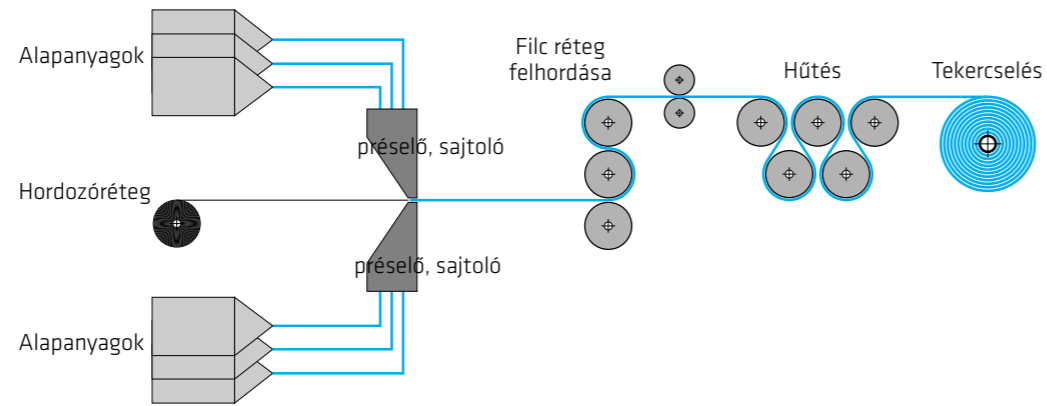 Alapanyagok
Filc réteg
felhordása
Hűtés
Tekercselés
préselő, sajtoló
Hordozóréteg
préselő, sajtoló
Alapanyagok